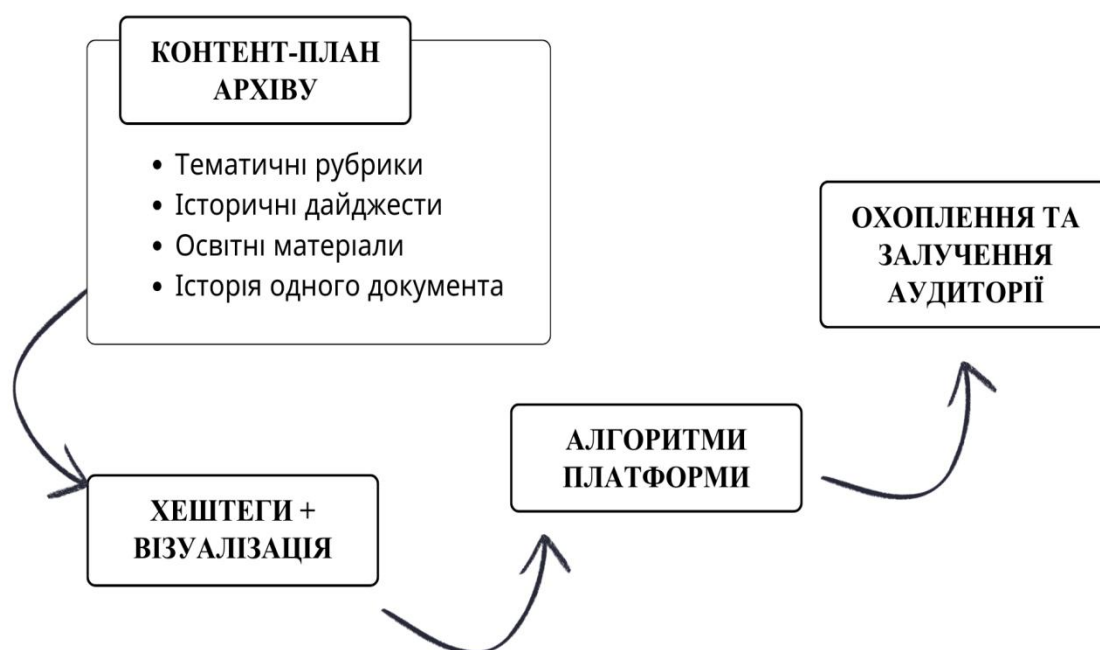 КОНТЕНТ-ПЛАН
АРХІВУ
• Тематичні рубрики
• Історичні дайджести
• Освітні матеріали
• Історія одного документа
ОХОПЛЕННЯ ТА
ЗАЛУЧЕННЯ
АУДИТОРІЇ
АЛГОРИТМИ
ПЛАТФОРМИ
ХЕШТЕГИ +
ВІЗУАЛІЗАЦІЯ